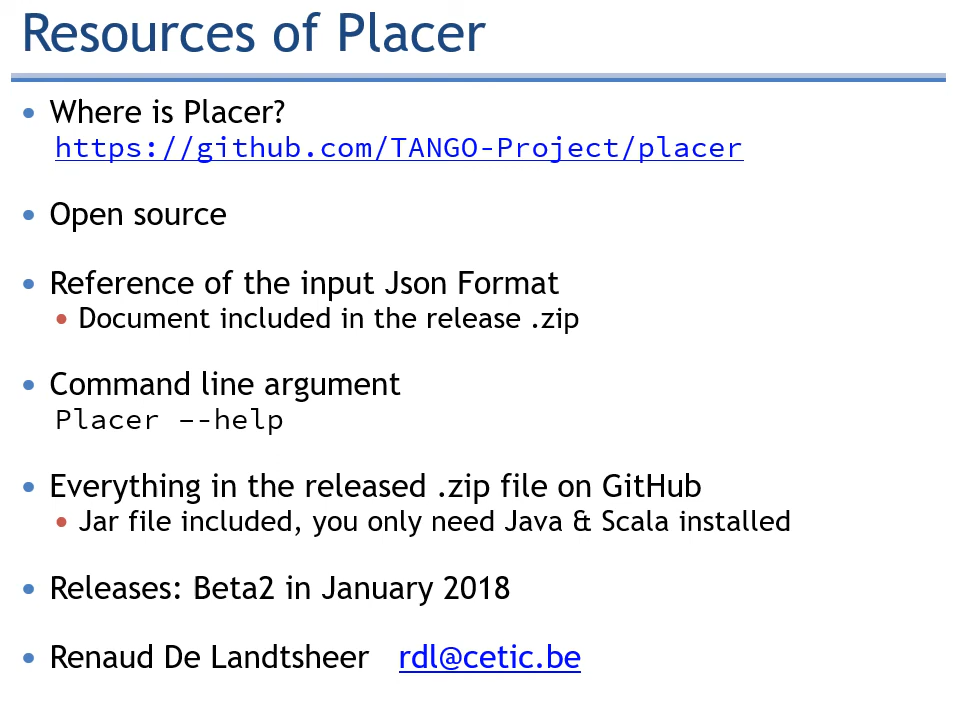 Resources of Placer
• Where is Placer?
https://github.com/TANGO-Project/placer
• Open source
• Reference of the input Json Format
• Document included in the release .zip
• Command line argument
Placer –-help
• Everything in the released .zip file on GitHub
• Jar file included, you only need Java & Scala installed
• Releases: Beta2 in January 2018
• Renaud De Landtsheer rdl@cetic.be